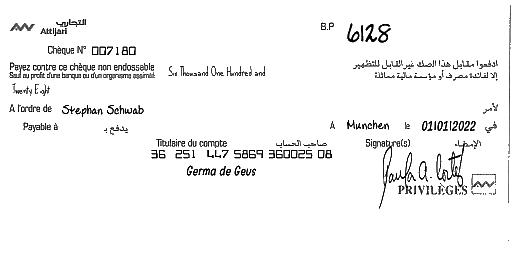 التجاري
Attijari
B.P 6128
Chèque N° 007180
Payez contre ce chèque non endossable
Sauf au profit d'une banque ou d'un organisme assimilé
Six Thousand One Hundred and
ادفعوا مقابل هذا الصك غير القابل للتظهير
إلا لفائدة مصرف أو مؤسسة مالية مماثلة
Twenty Eight
A l'ordre de Stephan Schwab
لأمر
Payable à يدفع بـ
A Munchen le 01/01/2022 في
Titulaire du compte صاحب الحساب
Signature(s) الإمضاء
36 251 447 5869 360025 08
Germa de Geus
PRIVILÈGES